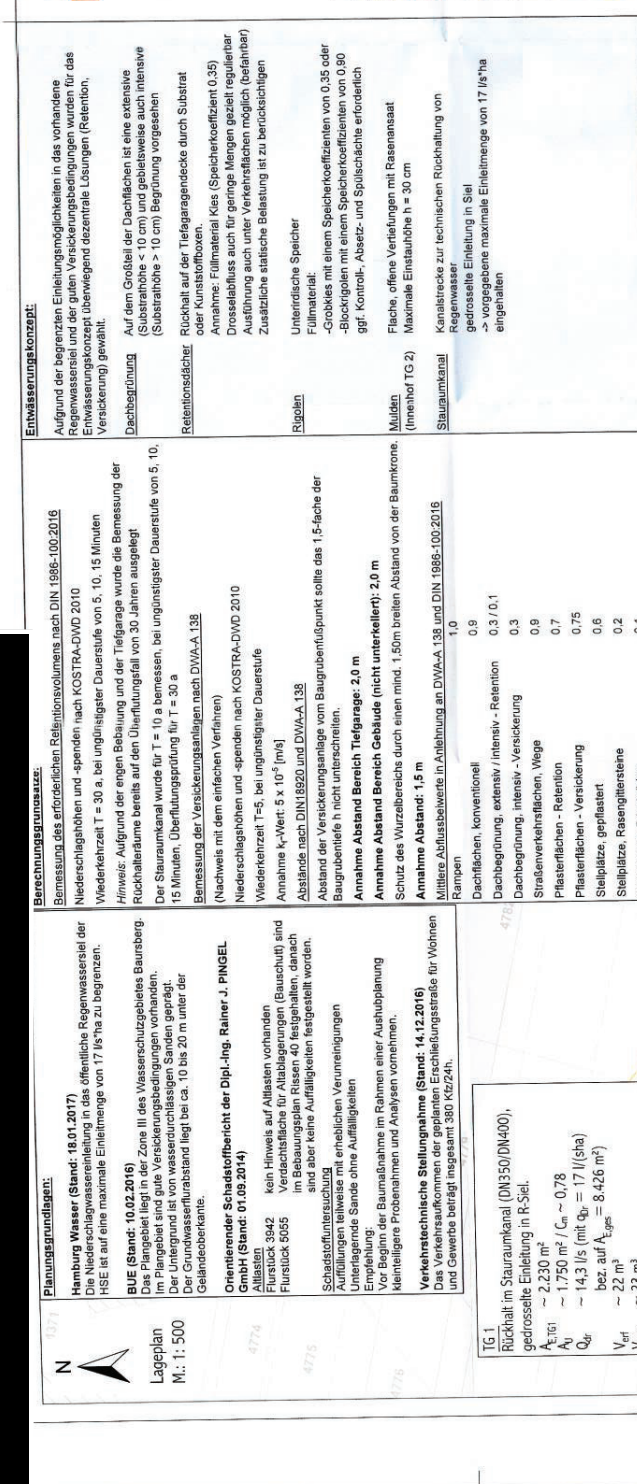 N
Lageplan
M.: 1: 500
1371
4774
4775
4776
Planungsgrundlagen:
Hamburg Wasser (Stand: 18.01.2017)
Die Niederschlagwassereinleitung in das öffentliche Regenwassersiel der
HSE ist auf eine maximale Einleitmenge von 17 l/s*ha zu begrenzen.
BUE (Stand: 10.02.2016)
Das Plangebiet liegt in der Zone III des Wasserschutzgebietes Baursberg.
Im Plangebiet sind gute Versickerungsbedingungen vorhanden.
Der Untergrund ist von wasserdurchlässigen Sanden geprägt.
Der Grundwasserflurabstand liegt bei ca. 10 bis 20 m unter der
Geländeoberkante.
Orientierender Schadstoffbericht der Dipl.-Ing. Rainer J. PINGEL
GmbH (Stand: 01.09.2014)
Altlasten
Flurstück 3942 kein Hinweis auf Altlasten vorhanden
Flurstück 5055 Verdachtsfläche für Altablagerungen (Bauschutt) sind
im Bebauungsplan Rissen 40 festgehalten, danach
sind aber keine Auffälligkeiten festgestellt worden.
Schadstoffuntersuchung
Auffüllungen teilweise mit erheblichen Verunreinigungen
Unterlagernde Sande ohne Auffälligkeiten
Empfehlung:
Vor Beginn der Baumaßnahme im Rahmen einer Aushubplanung
kleinteiligere Probenahmen und Analysen vornehmen.
Verkehrstechnische Stellungnahme (Stand: 14.12.2016)
Das Verkehrsaufkommen der geplanten Erschließungsstraße für Wohnen
und Gewerbe beträgt insgesamt 380 Kfz/24h.
TG 1
Rückhalt im Stauraumkanal (DN350/DN400),
gedrosselte Einleitung in R-Siel.
A_E,TG1 ~ 2.230 m²
A_U ~ 1.750 m² / C_m ~ 0,78
Q_dr ~ 14,3 l/s (mit q_Dr = 17 l/(sha)
bez. auf A_E,ges = 8.426 m²)
V_erf ~ 22 m³
Berechnungsgrundsätze:
Bemessung des erforderlichen Retentionsvolumens nach DIN 1986-100:2016
Niederschlagshöhen und -spenden nach KOSTRA-DWD 2010
Wiederkehrzeit T = 30 a, bei ungünstigster Dauerstufe von 5, 10, 15 Minuten
Hinweis: Aufgrund der engen Bebauung und der Tiefgarage wurde die Bemessung der
Rückhalteräume bereits auf den Überflutungsfall von 30 Jahren ausgelegt
Der Stauraumkanal wurde für T = 10 a bemessen, bei ungünstigster Dauerstufe von 5, 10,
15 Minuten, Überflutungsprüfung für T = 30 a
Bemessung der Versickerungsanlagen nach DWA-A 138
(Nachweis mit dem einfachen Verfahren)
Niederschlagshöhen und -spenden nach KOSTRA-DVWD 2010
Wiederkehrzeit T=5, bei ungünstigster Dauerstufe
Annahme k_f-Wert: 5 x 10⁻⁵ [m/s]
Abstände nach DIN18920 und DWA-A 138
Abstand der Versickerungsanlage vom Baugrubenfußpunkt sollte das 1,5-fache der
Baugrubentiefe h nicht unterschreiten.
Annahme Abstand Bereich Tiefgarage: 2,0 m
Annahme Abstand Bereich Gebäude (nicht unterkellert): 2,0 m
Schutz des Wurzelbereichs durch einen mind. 1,50m breiten Abstand von der Baumkrone.
Annahme Abstand: 1,5 m
Mittlere Abflussbeiwerte in Anlehnung an DWA-A 138 und DIN 1986-100:2016
Rampen 1,0
Dachflächen, konventionell 0,9
Dachbegrünung, extensiv / intensiv - Retention 0,3 / 0,1
Dachbegrünung, intensiv - Versickerung 0,3
Straßenverkehrsflächen, Wege 0,9
Pflasterflächen - Retention 0,7
Pflasterflächen - Versickerung 0,75
Stellplätze, gepflastert 0,6
Stellplätze, Rasengittersteine 0,2
Entwässerungskonzept:
Aufgrund der begrenzten Einleitungsmöglichkeiten in das vorhandene
Regenwassersiel und der guten Versickerungsbedingungen wurden für das
Entwässerungskonzept überwiegend dezentrale Lösungen (Retention,
Versickerung) gewählt.
Dachbegrünung Auf dem Großteil der Dachflächen ist eine extensive
(Substrathöhe < 10 cm) und gebietsweise auch intensive
(Substrathöhe > 10 cm) Begrünung vorgesehen
Retentionsdächer Rückhalt auf der Tiefagaragendecke durch Substrat
oder Kunststoffboxen.
Annahme: Füllmaterial Kies (Speicherkoeffizient 0,35)
Drosselabfluss auch für geringe Mengen gezielt regulierbar
Ausführung auch unter Verkehrsflächen möglich (befahrbar)
Zusätzliche statische Belastung ist zu berücksichtigen
Rigolen Unterirdische Speicher
Füllmaterial:
-Grobkies mit einem Speicherkoeffizienten von 0,35 oder
-Blockrigolen mit einem Speicherkoeffizienten von 0,90
ggf. Kontroll-, Absetz- und Spülschächte erforderlich
Mulden Flache, offene Vertiefungen mit Rasenansaat
(Innenhof TG 2) Maximale Einstauhöhe h = 30 cm
Stauraumkanal Kanalstrecke zur technischen Rückhaltung von
Regenwasser
gedrosselte Einleitung in Siel
-> vorgegebene maximale Einleitmenge von 17 l/s*ha
eingehalten